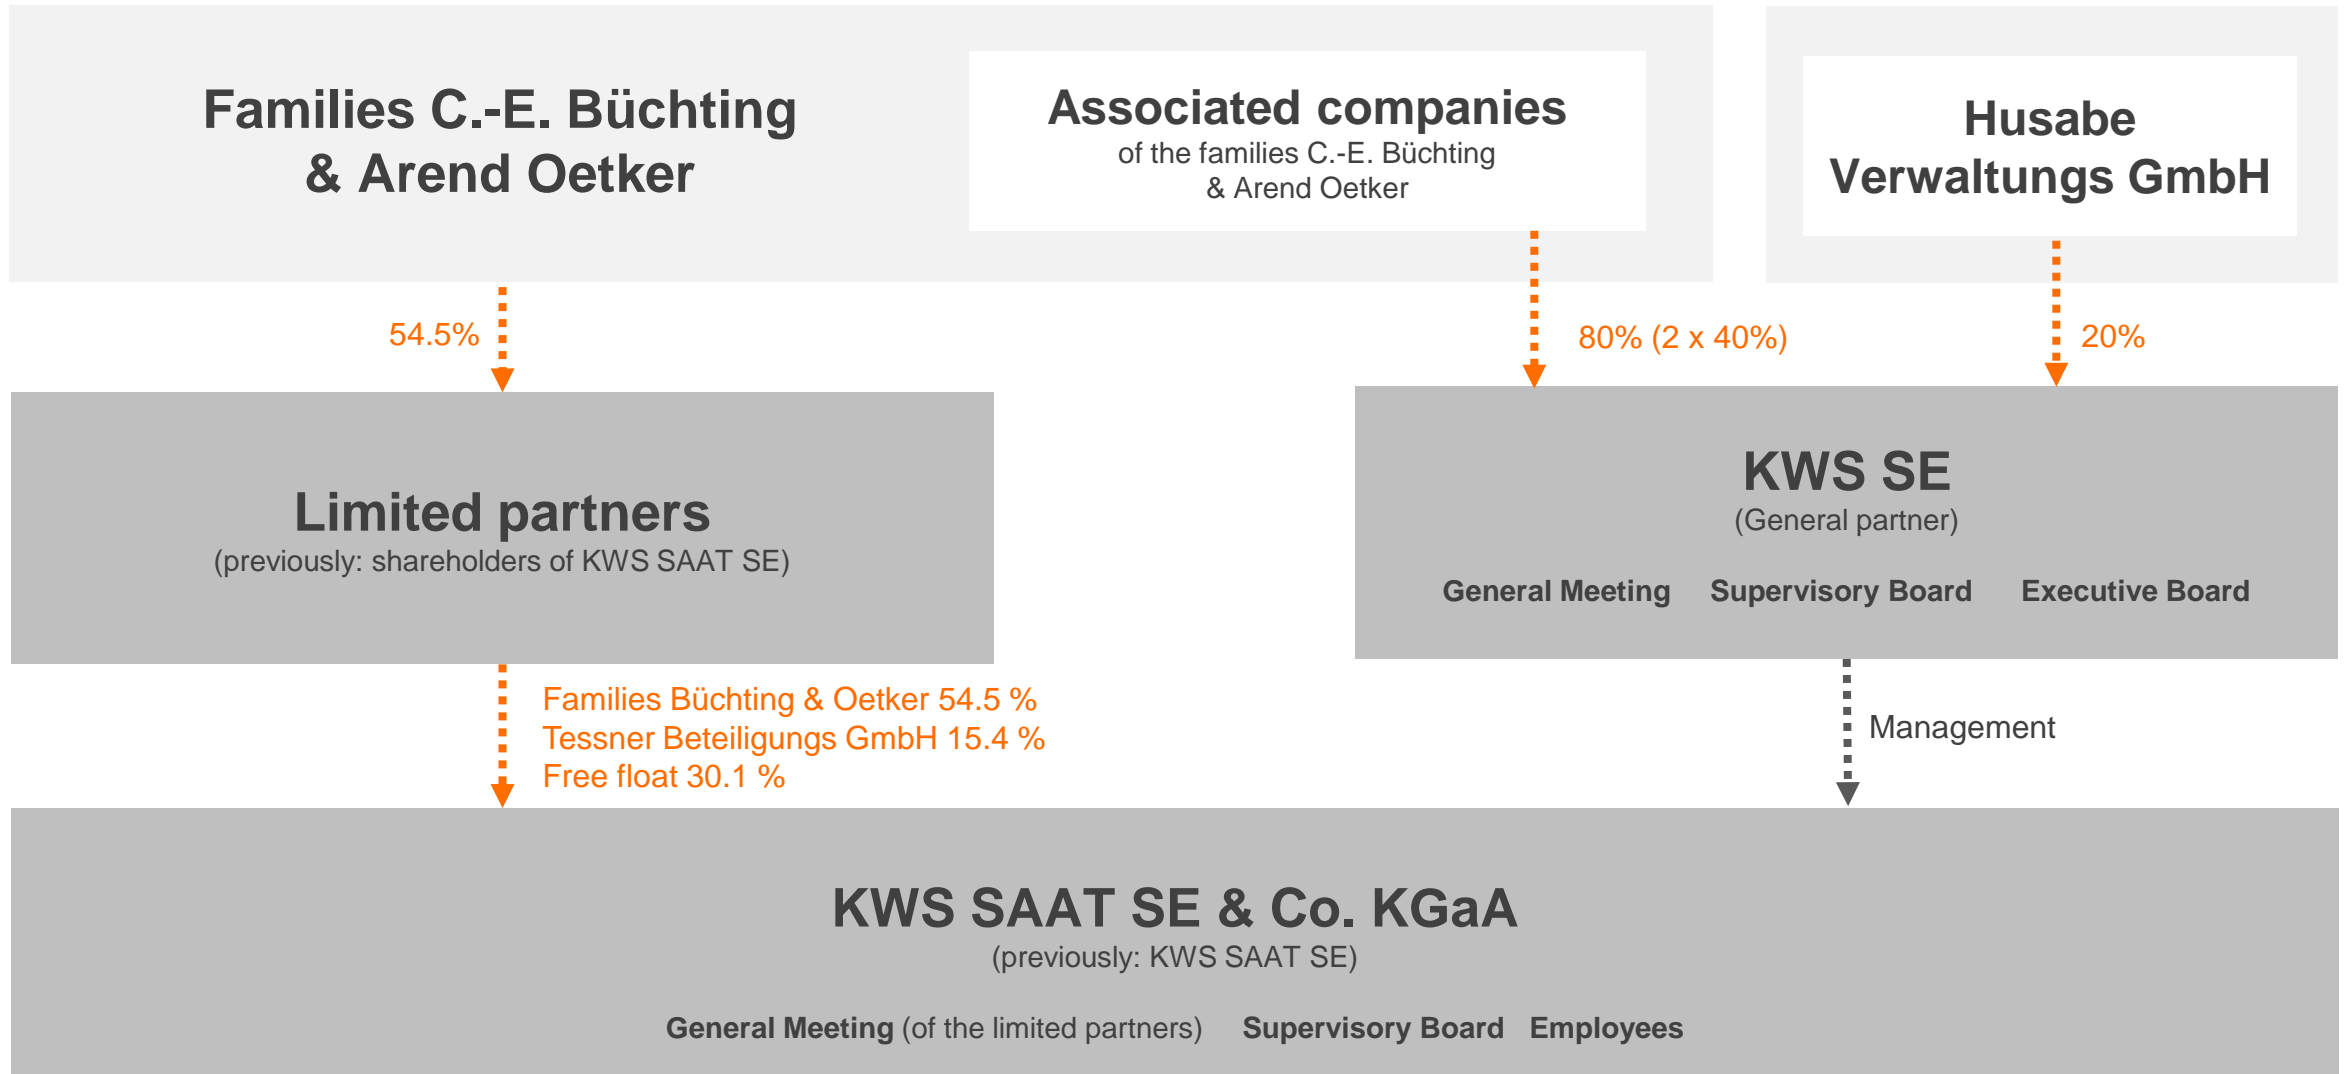 Families C.-E. Büchting
& Arend Oetker
Associated companies
of the families C.-E. Büchting
& Arend Oetker
Husabe
Verwaltungs GmbH
54.5%
80% (2 x 40%)
20%
Limited partners
(previously: shareholders of KWS SAAT SE)
KWS SE
(General partner)
General Meeting Supervisory Board Executive Board
Families Büchting & Oetker 54.5 %
Tessner Beteiligungs GmbH 15.4 %
Free float 30.1 %
Management
KWS SAAT SE & Co. KGaA
(previously: KWS SAAT SE)
General Meeting (of the limited partners) Supervisory Board Employees